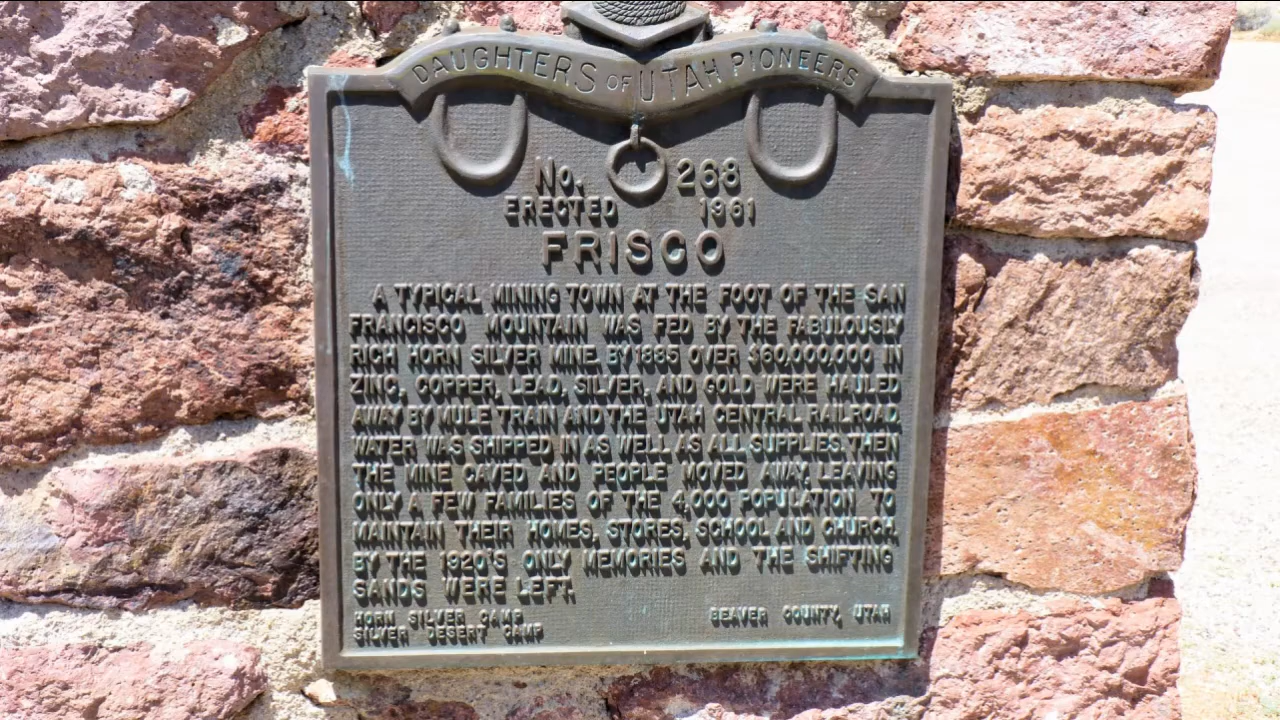 DAUGHTERS OF UTAH PIONEERS
No. 268
ERECTED 1961
FRISCO
A TYPICAL MINING TOWN AT THE FOOT OF THE SAN
FRANCISCO MOUNTAIN WAS FED BY THE FABULOUSLY
RICH HORN SILVER MINE. BY 1885 OVER $60,000,000 IN
ZINC, COPPER, LEAD, SILVER, AND GOLD WERE HAULED
AWAY BY MULE TRAIN AND THE UTAH CENTRAL RAILROAD.
WATER WAS SHIPPED IN AS WELL AS ALL SUPPLIES. THEN
THE MINE CAVED AND PEOPLE MOVED AWAY, LEAVING
ONLY A FEW FAMILIES OF THE 4,000 POPULATION TO
MAINTAIN THEIR HOMES, STORES, SCHOOL AND CHURCH.
BY THE 1920'S ONLY MEMORIES AND THE SHIFTING
SANDS WERE LEFT.
HORN SILVER CAMP
SILVER DESERT CAMP
BEAVER COUNTY, UTAH